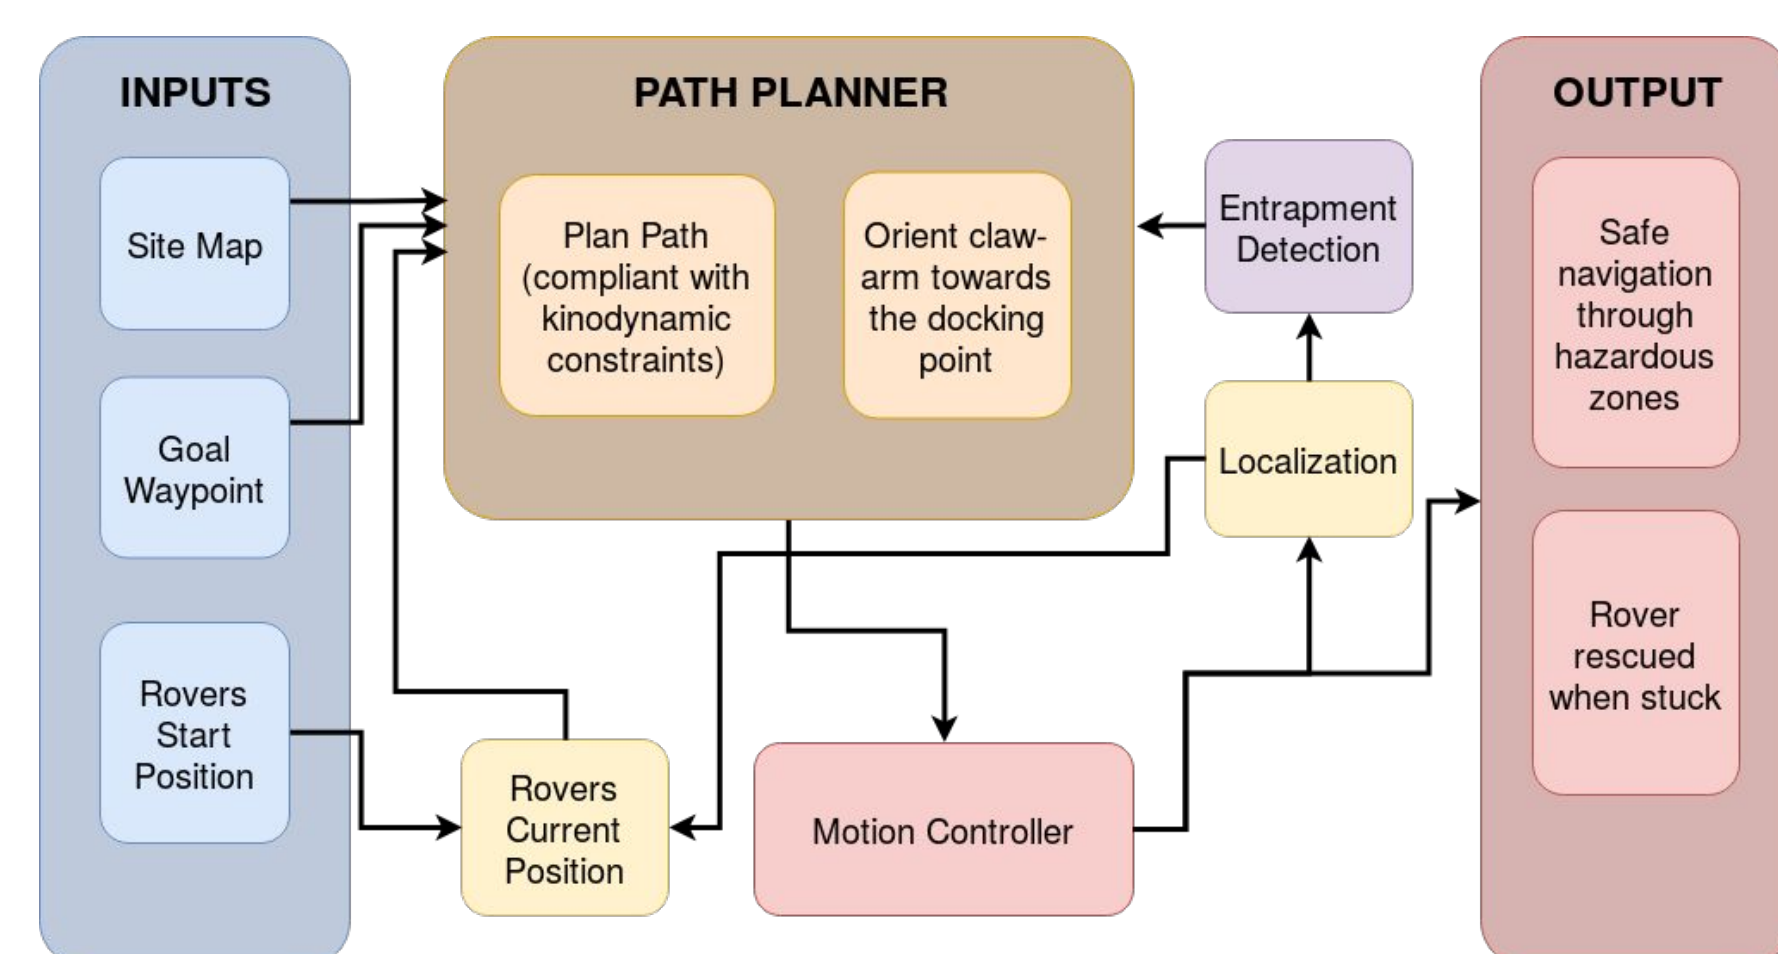 INPUTS
Site Map
Goal
Waypoint
Rovers
Start
Position
PATH PLANNER
Plan Path
(compliant with
kinodynamic
constraints)
Orient claw-
arm towards
the docking
point
Entrapment
Detection
Localization
Rovers
Current
Position
Motion Controller
OUTPUT
Safe
navigation
through
hazardous
zones
Rover
rescued
when stuck